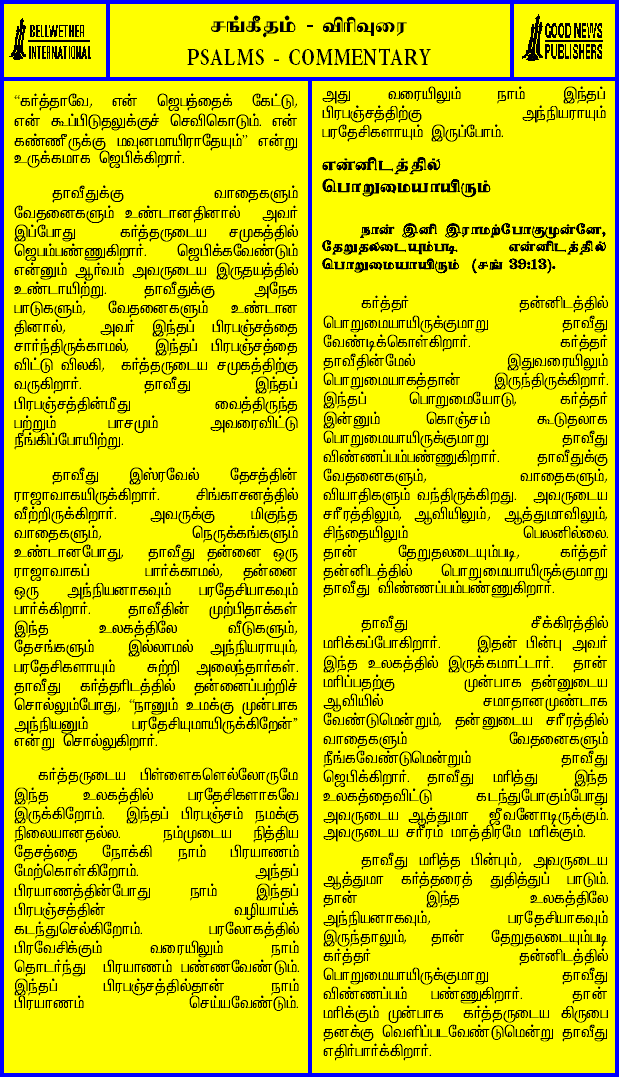 BELLWETHER
INTERNATIONAL
சங்கீதம் - விரிவுரை
PSALMS - COMMENTARY
GOOD NEWS
PUBLISHERS
“கர்த்தாவே, என் ஜெபத்தைக் கேட்டு,
என் கூப்பிடுதலுக்குச் செவிகொடும். என்
கண்ணீருக்கு மவுனமாயிராதேயும்” என்று
உருக்கமாக ஜெபிக்கிறார்.
தாவீதுக்கு வாதைகளும்
வேதனைகளும் உண்டானதினால் அவர்
இப்போது கர்த்தருடைய சமுகத்தில்
ஜெபம்பண்ணுகிறார். ஜெபிக்கவேண்டும்
என்னும் ஆர்வம் அவருடைய இருதயத்தில்
உண்டாயிற்று. தாவீதுக்கு அநேக
பாடுகளும், வேதனைகளும் உண்டான
தினால், அவர் இந்தப் பிரபஞ்சத்தை
சார்ந்திருக்காமல், இந்தப் பிரபஞ்சத்தை
விட்டு விலகி, கர்த்தருடைய சமுகத்திற்கு
வருகிறார். தாவீது இந்தப்
பிரபஞ்சத்தின்மீது வைத்திருந்த
பற்றும் பாசமும் அவரைவிட்டு
நீங்கிப்போயிற்று.
தாவீது இஸ்ரவேல் தேசத்தின்
ராஜாவாகயிருக்கிறார். சிங்காசனத்தில்
வீற்றிருக்கிறார். அவருக்கு மிகுந்த
வாதைகளும், நெருக்கங்களும்
உண்டானபோது, தாவீது தன்னை ஒரு
ராஜாவாகப் பார்க்காமல், தன்னை
ஒரு அந்நியனாகவும் பரதேசியாகவும்
பார்க்கிறார். தாவீதின் முற்பிதாக்கள்
இந்த உலகத்திலே வீடுகளும்,
தேசங்களும் இல்லாமல் அந்நியராயும்,
பரதேசிகளாயும் சுற்றி அலைந்தார்கள்.
தாவீது கர்த்தரிடத்தில் தன்னைப்பற்றிச்
சொல்லும்போது, “நானும் உமக்கு முன்பாக
அந்நியனும் பரதேசியுமாயிருக்கிறேன்”
என்று சொல்லுகிறார்.
கர்த்தருடைய பிள்ளைகளெல்லோருமே
இந்த உலகத்தில் பரதேசிகளாகவே
இருக்கிறோம். இந்தப் பிரபஞ்சம் நமக்கு
நிலையானதல்ல. நம்முடைய நித்திய
தேசத்தை நோக்கி நாம் பிரயாணம்
மேற்கொள்கிறோம். அந்தப்
பிரயாணத்தின்போது நாம் இந்தப்
பிரபஞ்சத்தின் வழியாய்க்
கடந்துசெல்கிறோம். பரலோகத்தில்
பிரவேசிக்கும் வரையிலும் நாம்
தொடர்ந்து பிரயாணம் பண்ணவேண்டும்.
இந்தப் பிரபஞ்சத்தில்தான் நாம்
பிரயாணம் செய்யவேண்டும்.
அது வரையிலும் நாம் இந்தப்
பிரபஞ்சத்திற்கு அந்நியராயும்
பரதேசிகளாயும் இருப்போம்.
என்னிடத்தில்
பொறுமையாயிரும்
நான் இனி இராமற்போகுமுன்னே,
தேறுதலடையும்படி என்னிடத்தில்
பொறுமையாயிரும் (சங் 39:13).
கர்த்தர் தன்னிடத்தில்
பொறுமையாயிருக்குமாறு தாவீது
வேண்டிக்கொள்கிறார். கர்த்தர்
தாவீதின்மேல் இதுவரையிலும்
பொறுமையாகத்தான் இருந்திருக்கிறார்.
இந்தப் பொறுமையோடு, கர்த்தர்
இன்னும் கொஞ்சம் கூடுதலாக
பொறுமையாயிருக்குமாறு தாவீது
விண்ணப்பம்பண்ணுகிறார். தாவீதுக்கு
வேதனைகளும், வாதைகளும்,
வியாதிகளும் வந்திருக்கிறது. அவருடைய
சரீரத்திலும், ஆவியிலும், ஆத்துமாவிலும்,
சிந்தையிலும் பெலனில்லை.
தான் தேறுதலடையும்படி, கர்த்தர்
தன்னிடத்தில் பொறுமையாயிருக்குமாறு
தாவீது விண்ணப்பம்பண்ணுகிறார்.
தாவீது சீக்கிரத்தில்
மரிக்கப்போகிறார். இதன் பின்பு அவர்
இந்த உலகத்தில் இருக்கமாட்டார். தான்
மரிப்பதற்கு முன்பாக தன்னுடைய
ஆவியில் சமாதானமுண்டாக
வேண்டுமென்றும், தன்னுடைய சரீரத்தில்
வாதைகளும் வேதனைகளும்
நீங்கவேண்டுமென்றும் தாவீது
ஜெபிக்கிறார். தாவீது மரித்து இந்த
உலகத்தைவிட்டு கடந்துபோகும்போது
அவருடைய ஆத்துமா ஜீவனோடிருக்கும்.
அவருடைய சரீரம் மாத்திரமே மரிக்கும்.
தாவீது மரித்த பின்பும், அவருடைய
ஆத்துமா கர்த்தரைத் துதித்துப் பாடும்.
தான் இந்த உலகத்திலே
அந்நியனாகவும், பரதேசியாகவும்
இருந்தாலும், தான் தேறுதலடையும்படி
கர்த்தர் தன்னிடத்தில்
பொறுமையாயிருக்குமாறு தாவீது
விண்ணப்பம் பண்ணுகிறார். தான்
மரிக்கும் முன்பாக கர்த்தருடைய கிருபை
தனக்கு வெளிப்படவேண்டுமென்று தாவீது
எதிர்பார்க்கிறார்.